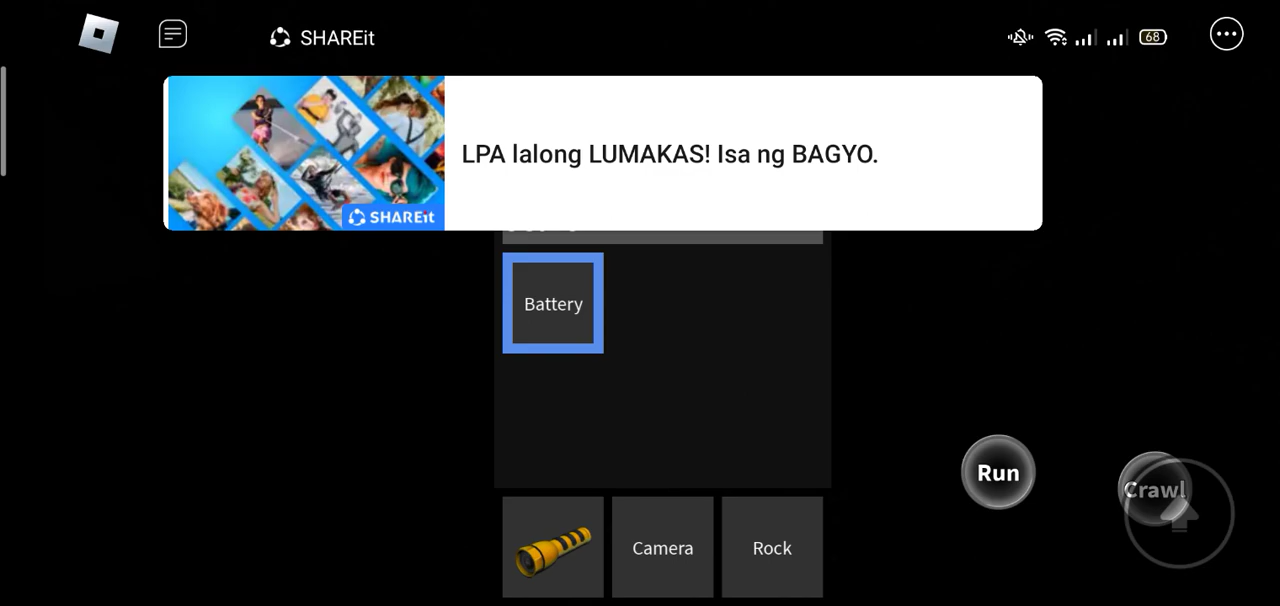 SHAREit
68
LPA lalong LUMAKAS! Isa ng BAGYO.
SHAREit
Battery
Run
Crawl
Camera
Rock